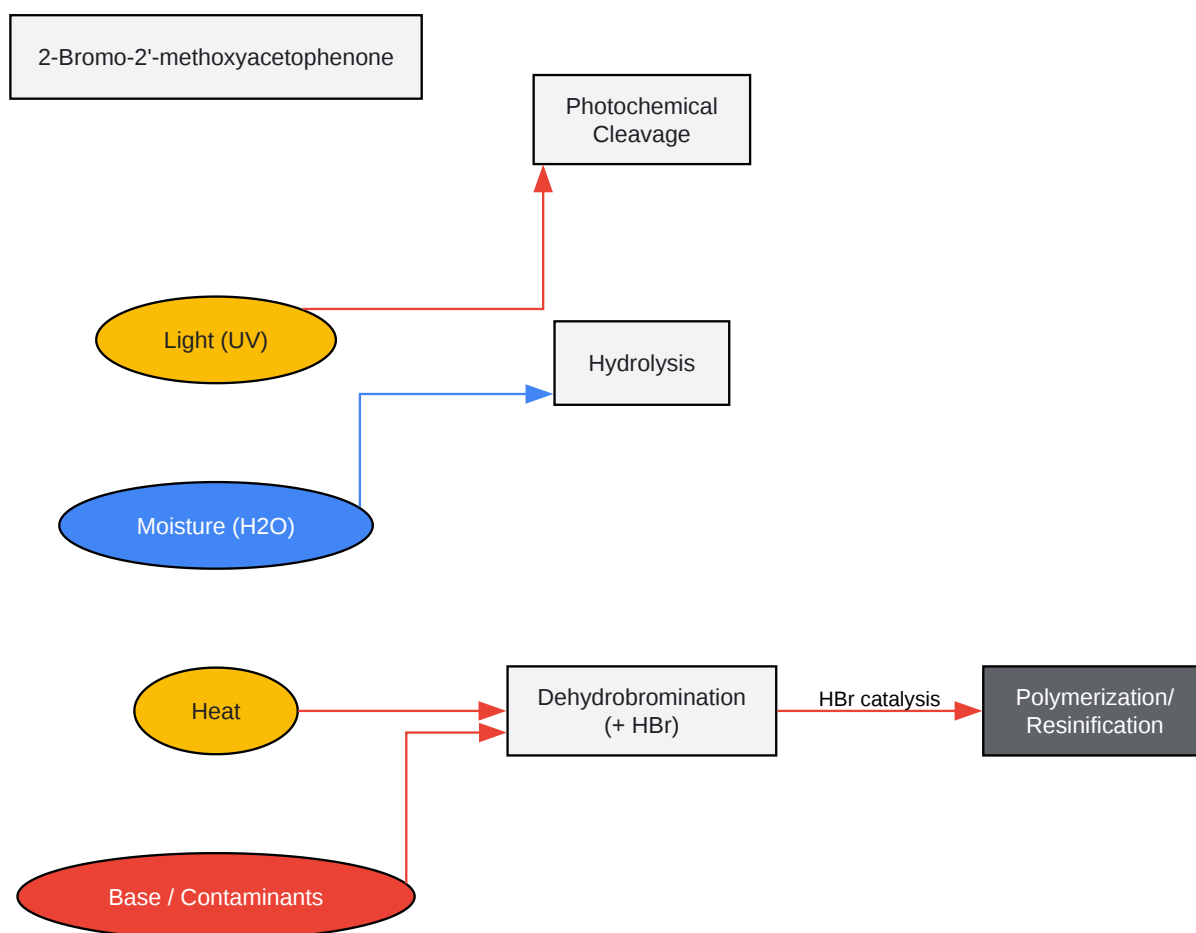 2-Bromo-2'-methoxyacetophenone
Photochemical
Cleavage
Light (UV)
Hydrolysis
Moisture (H2O)
Heat
Dehydrobromination
(+ HBr)
HBr catalysis
Polymerization/
Resinification
Base / Contaminants